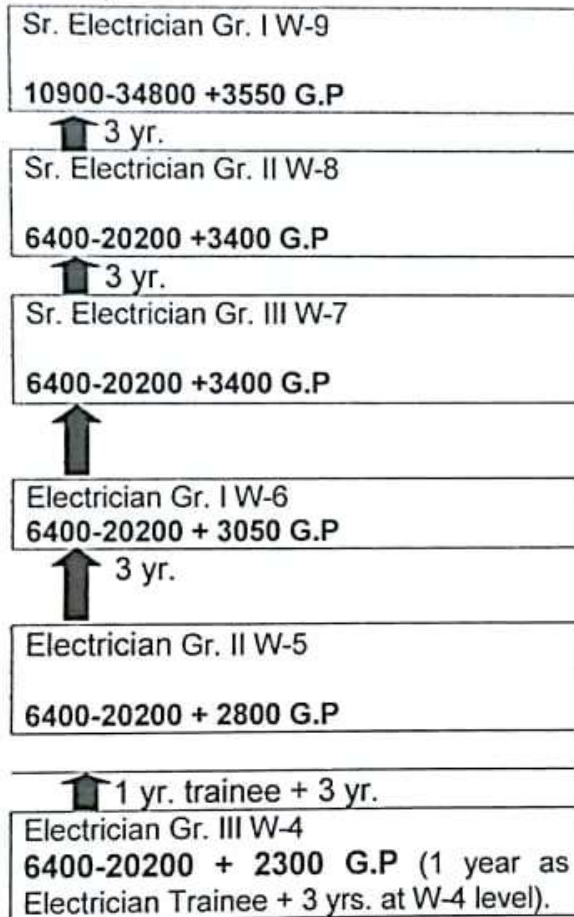 Sr. Electrician Gr. I W-9
10900-34800 +3550 G.P
3 yr.
Sr. Electrician Gr. II W-8
6400-20200 +3400 G.P
3 yr.
Sr. Electrician Gr. III W-7
6400-20200 +3400 G.P
Electrician Gr. I W-6
6400-20200 + 3050 G.P
3 yr.
Electrician Gr. II W-5
6400-20200 + 2800 G.P
1 yr. trainee + 3 yr.
Electrician Gr. III W-4
6400-20200 + 2300 G.P (1 year as
Electrician Trainee + 3 yrs. at W-4 level).